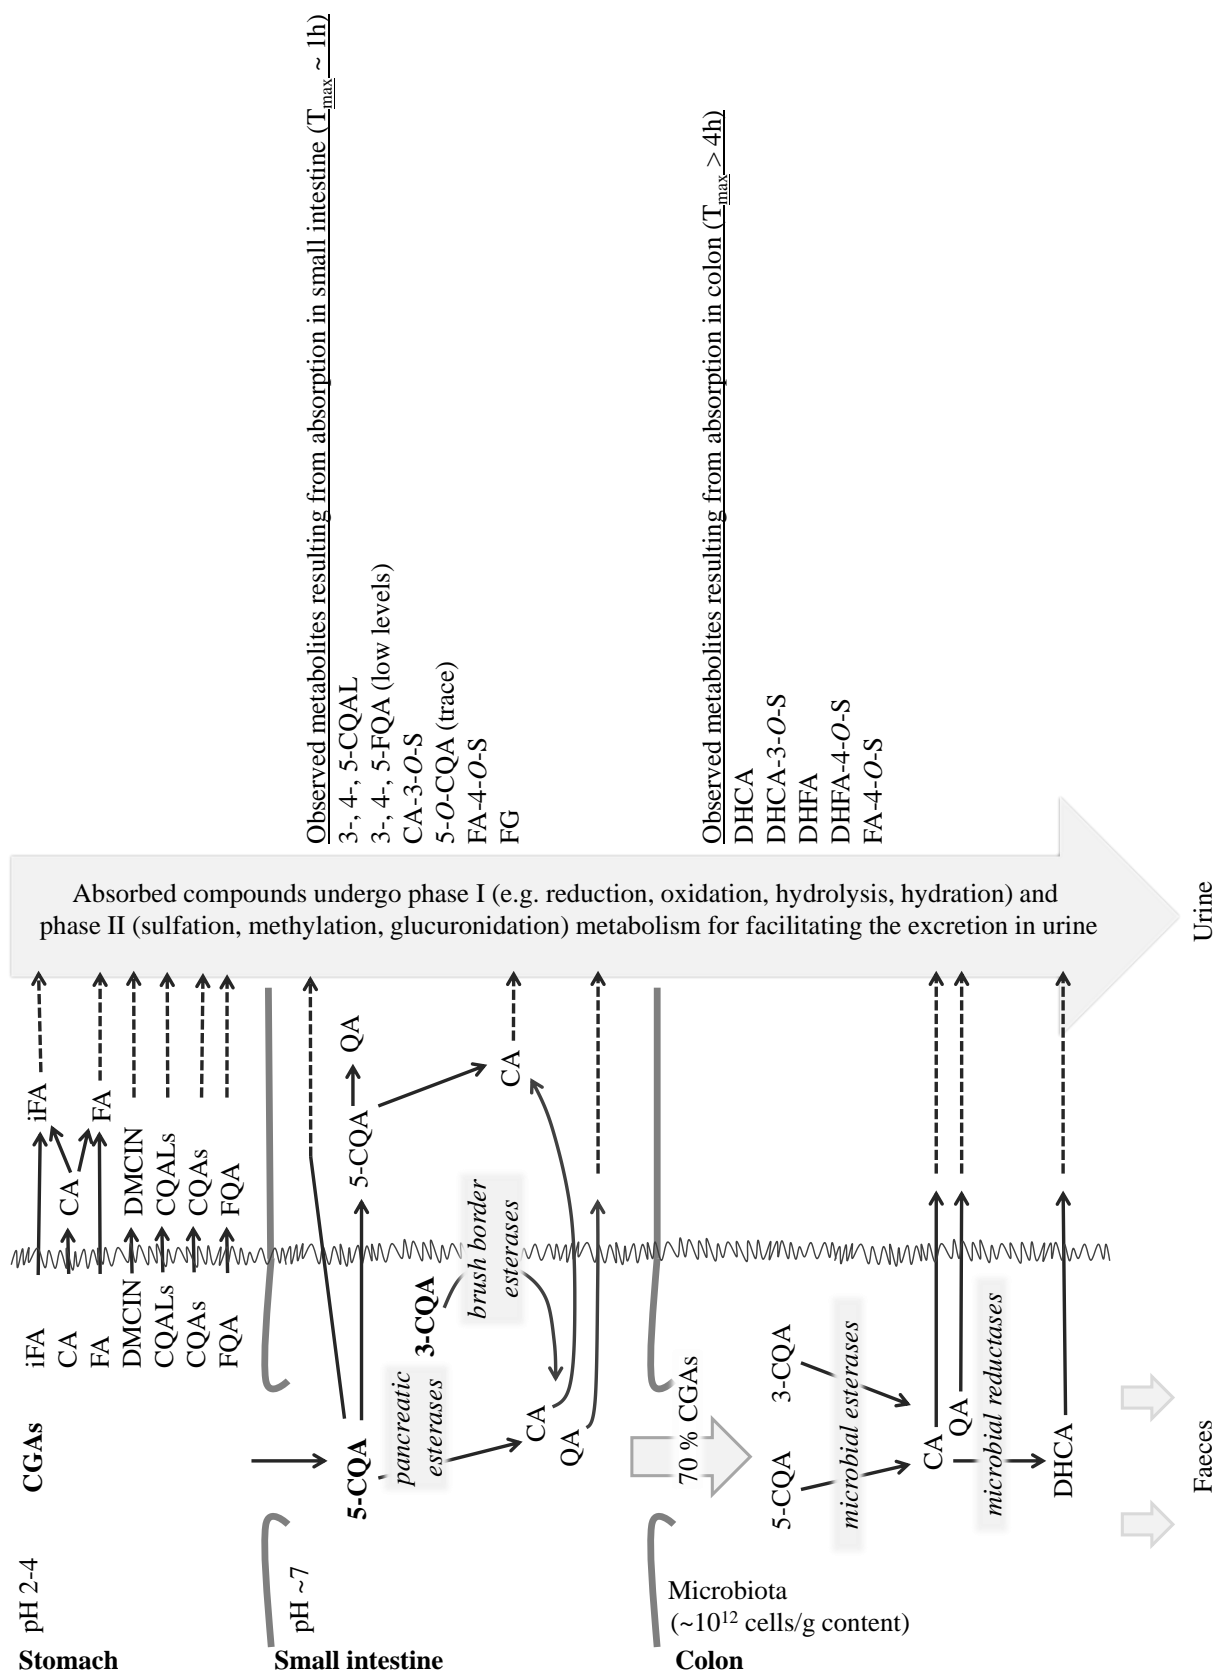 Stomach
pH 2-4
CGAs
iFA
CA
FA
DMCIN
CQALs
CQAs
FQA
CA
iFA
FA
DMCIN
CQALs
CQAs
FQA
Small intestine
pH ~7
5-CQA
pancreatic
esterases
3-CQA
brush border
esterases
CA
QA
5-CQA
QA
CA
Colon
Microbiota
(~10¹² cells/g content)
70 % CGAs
5-CQA
3-CQA
microbial esterases
CA
QA
microbial reductases
DHCA
Faeces
Absorbed compounds undergo phase I (e.g. reduction, oxidation, hydrolysis, hydration) and
phase II (sulfation, methylation, glucuronidation) metabolism for facilitating the excretion in urine
Urine
Observed metabolites resulting from absorption in small intestine (Tmax ~ 1h)
3-, 4-, 5-CQAL
3-, 4-, 5-FQA (low levels)
CA-3-O-S
5-O-CQA (trace)
FA-4-O-S
FG
Observed metabolites resulting from absorption in colon (Tmax > 4h)
DHCA
DHCA-3-O-S
DHFA
DHFA-4-O-S
FA-4-O-S